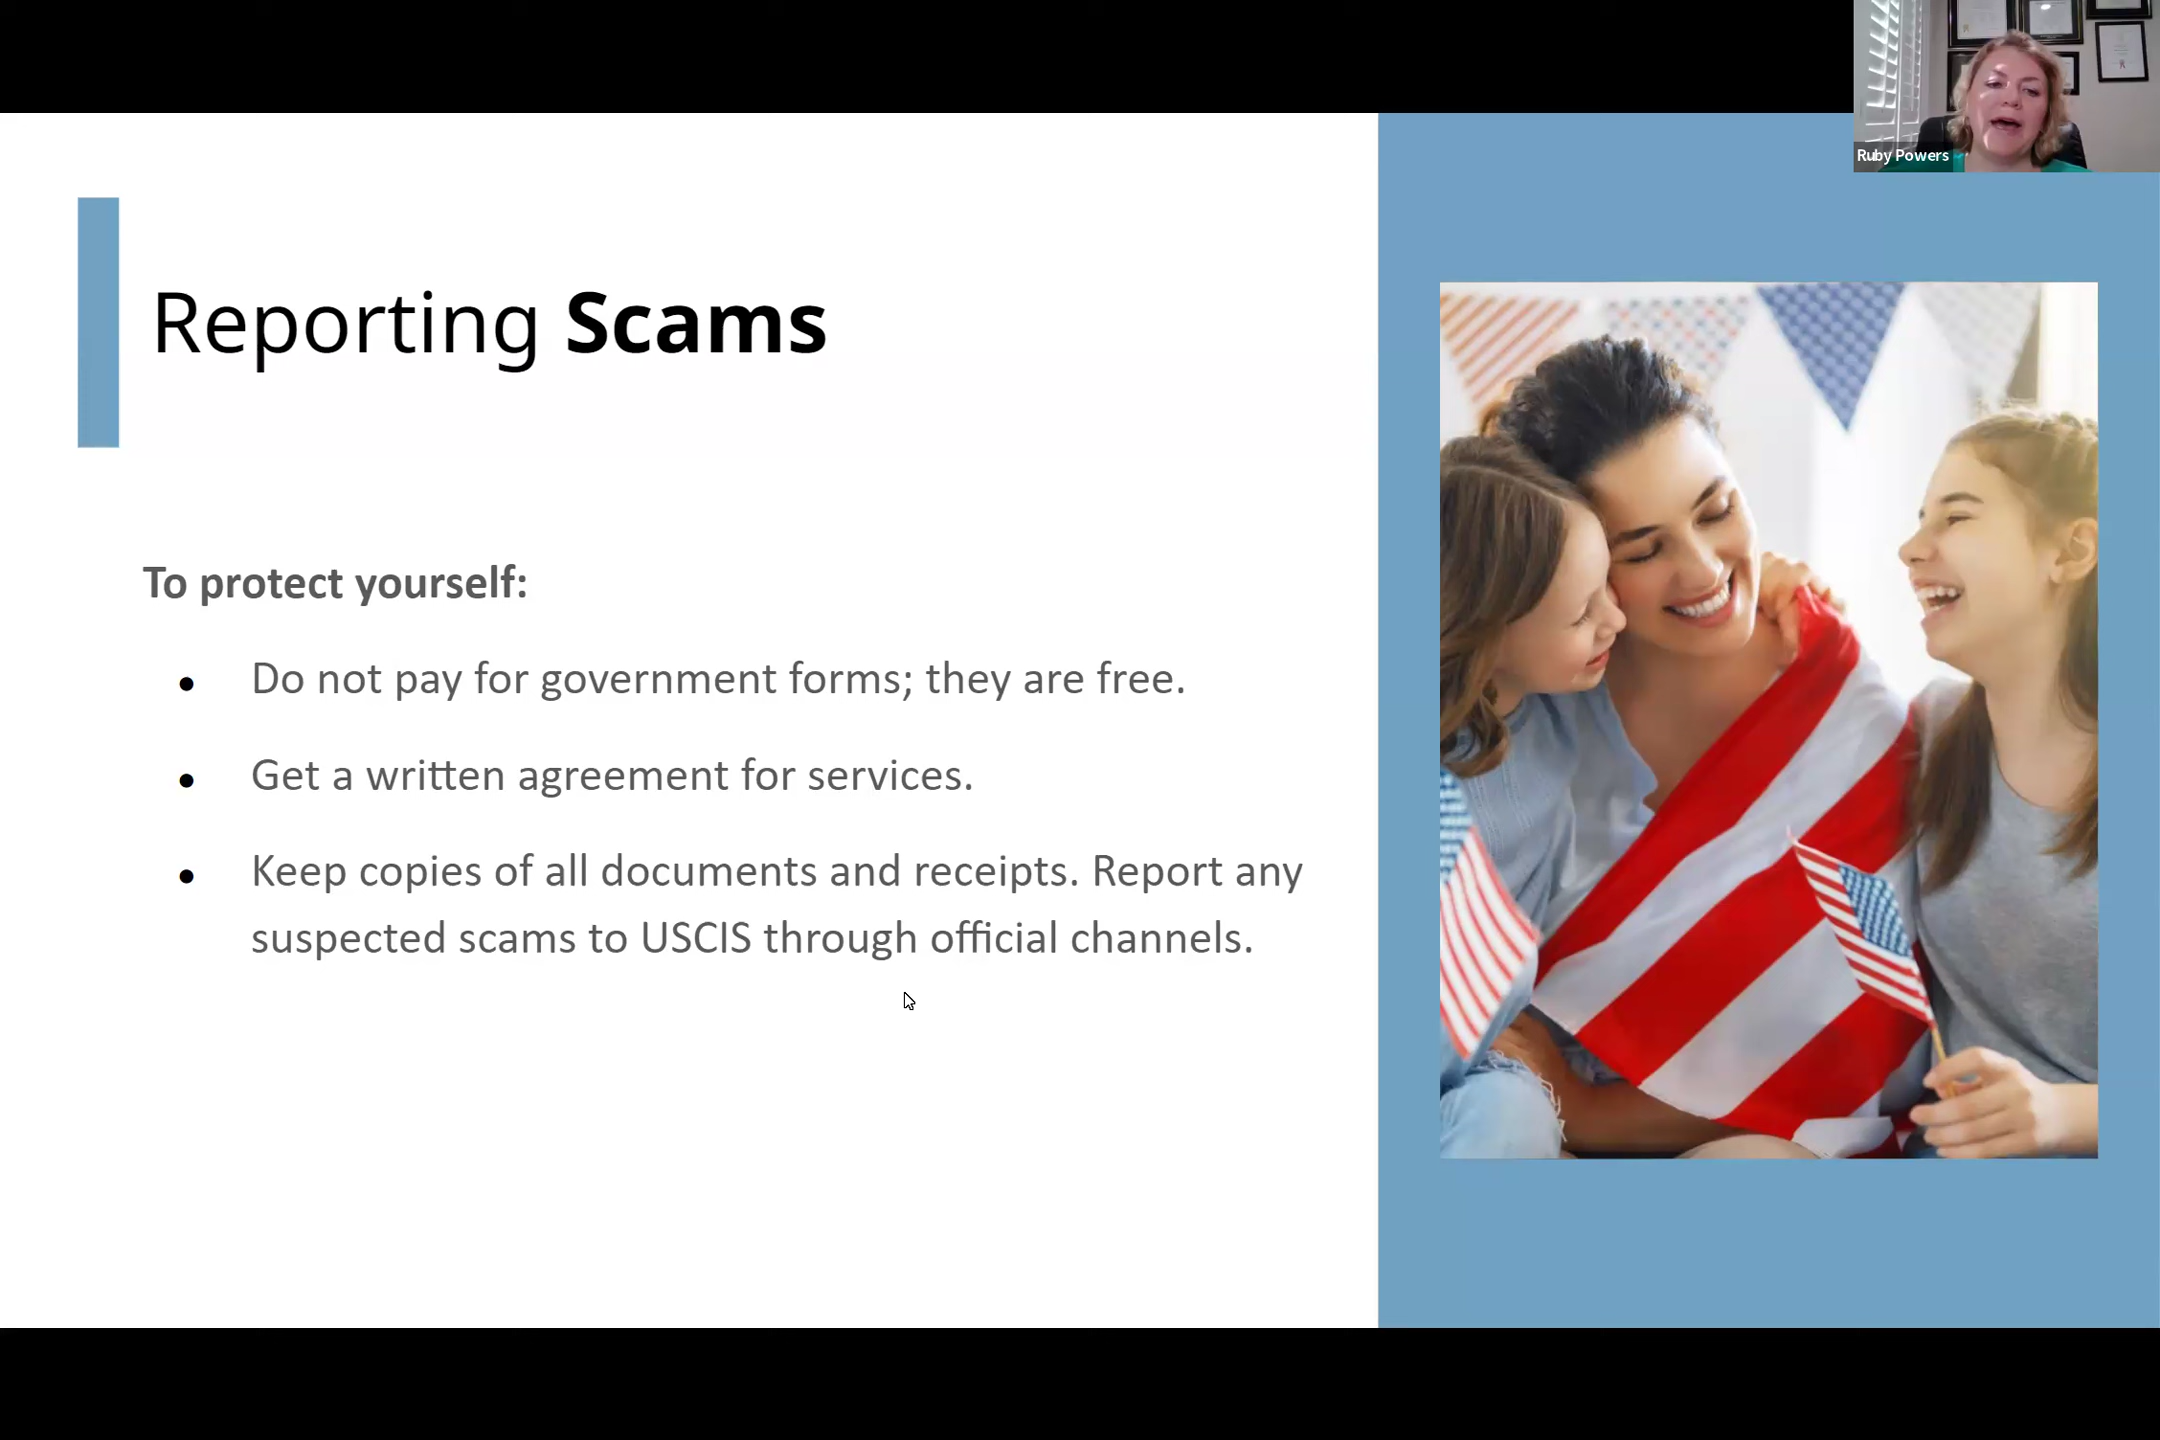 Ruby Powers
Reporting Scams
To protect yourself:
● Do not pay for government forms; they are free.
● Get a written agreement for services.
● Keep copies of all documents and receipts. Report any
suspected scams to USCIS through official channels.